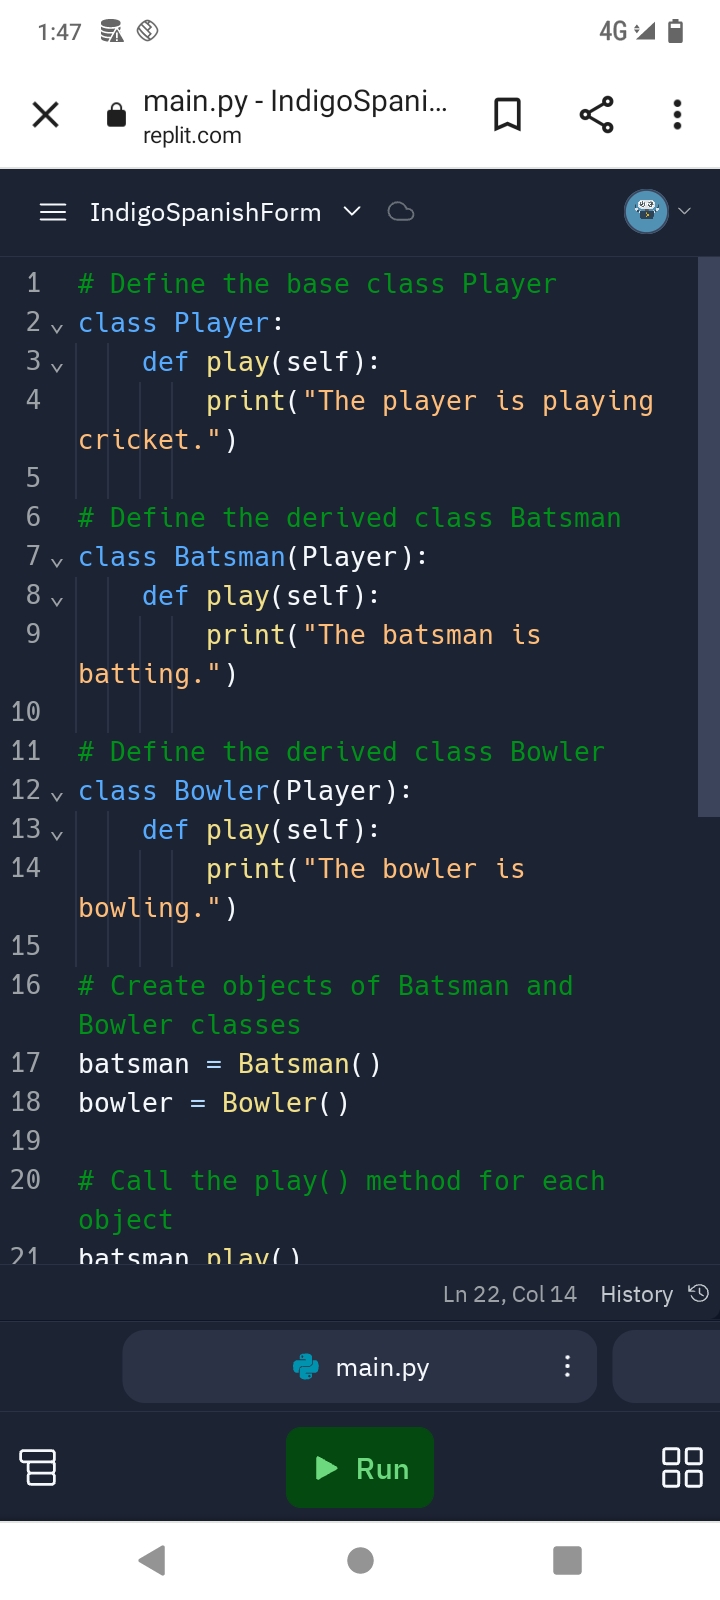 1:47
4G
main.py - IndigoSpani...
replit.com
IndigoSpanishForm
1 # Define the base class Player
2 class Player:
3     def play(self):
4         print("The player is playing
cricket.")
5
6 # Define the derived class Batsman
7 class Batsman(Player):
8     def play(self):
9         print("The batsman is
batting.")
10
11 # Define the derived class Bowler
12 class Bowler(Player):
13     def play(self):
14         print("The bowler is
bowling.")
15
16 # Create objects of Batsman and
Bowler classes
17 batsman = Batsman()
18 bowler = Bowler()
19
20 # Call the play() method for each
object
21 batsman.play()
Ln 22, Col 14 History
main.py
Run